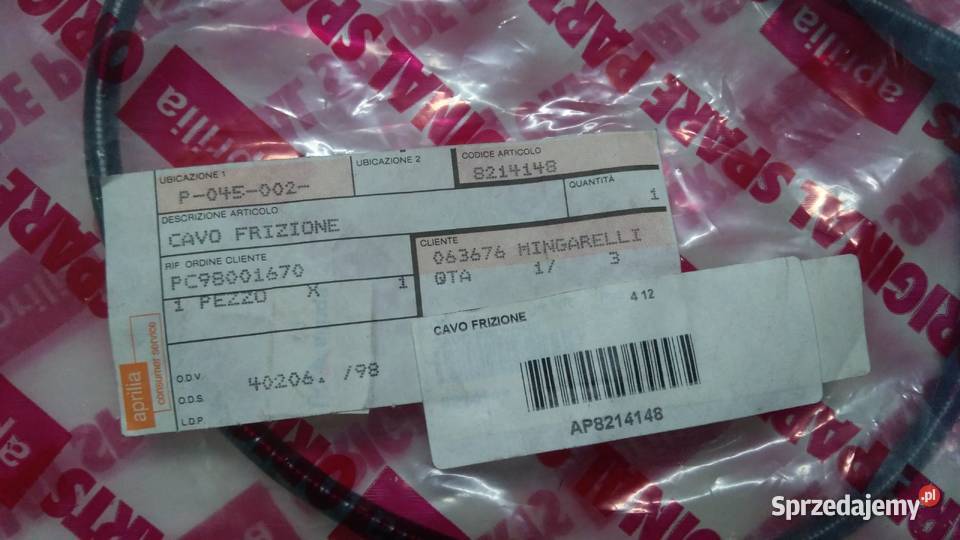 UBICAZIONE 1
P-045-002-
UBICAZIONE 2
CODICE ARTICOLO
8214148
DESCRIZIONE ARTICOLO
CAVO FRIZIONE
QUANTITÀ
1
RIF ORDINE CLIENTE
PC98001670
CLIENTE
063676 MINGARELLI
QTA 1/ 3
1 PEZZO X 1
aprilia
consumer service
O.D.V.
40206. /98
O.D.S.
L.D.P.
4 12
CAVO FRIZIONE
AP8214148
aprilia
aprilia
ORIGINAL SPARE PARTS
Sprzedajemy.pl